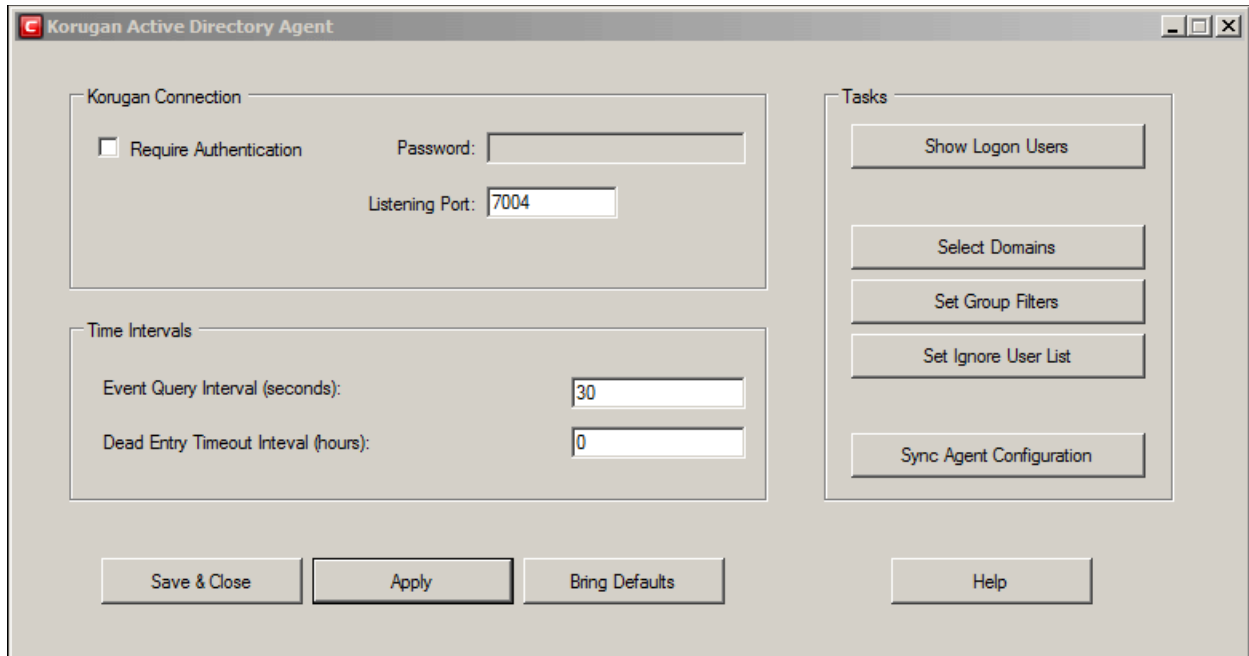 C Korugan Active Directory Agent
Korugan Connection
Require Authentication
Password:
Listening Port: 7004
Time Intervals
Event Query Interval (seconds): 30
Dead Entry Timeout Inteval (hours): 0
Tasks
Show Logon Users
Select Domains
Set Group Filters
Set Ignore User List
Sync Agent Configuration
Save & Close
Apply
Bring Defaults
Help